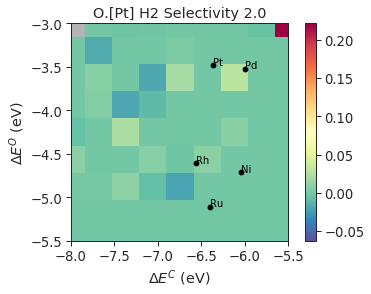 O.[Pt] H2 Selectivity 2.0
−3.0
−3.5
−4.0
−4.5
−5.0
−5.5
ΔE^O (eV)
Pt
Pd
Rh
Ni
Ru
−8.0 −7.5 −7.0 −6.5 −6.0 −5.5
ΔE^C (eV)
0.20
0.15
0.10
0.05
0.00
−0.05